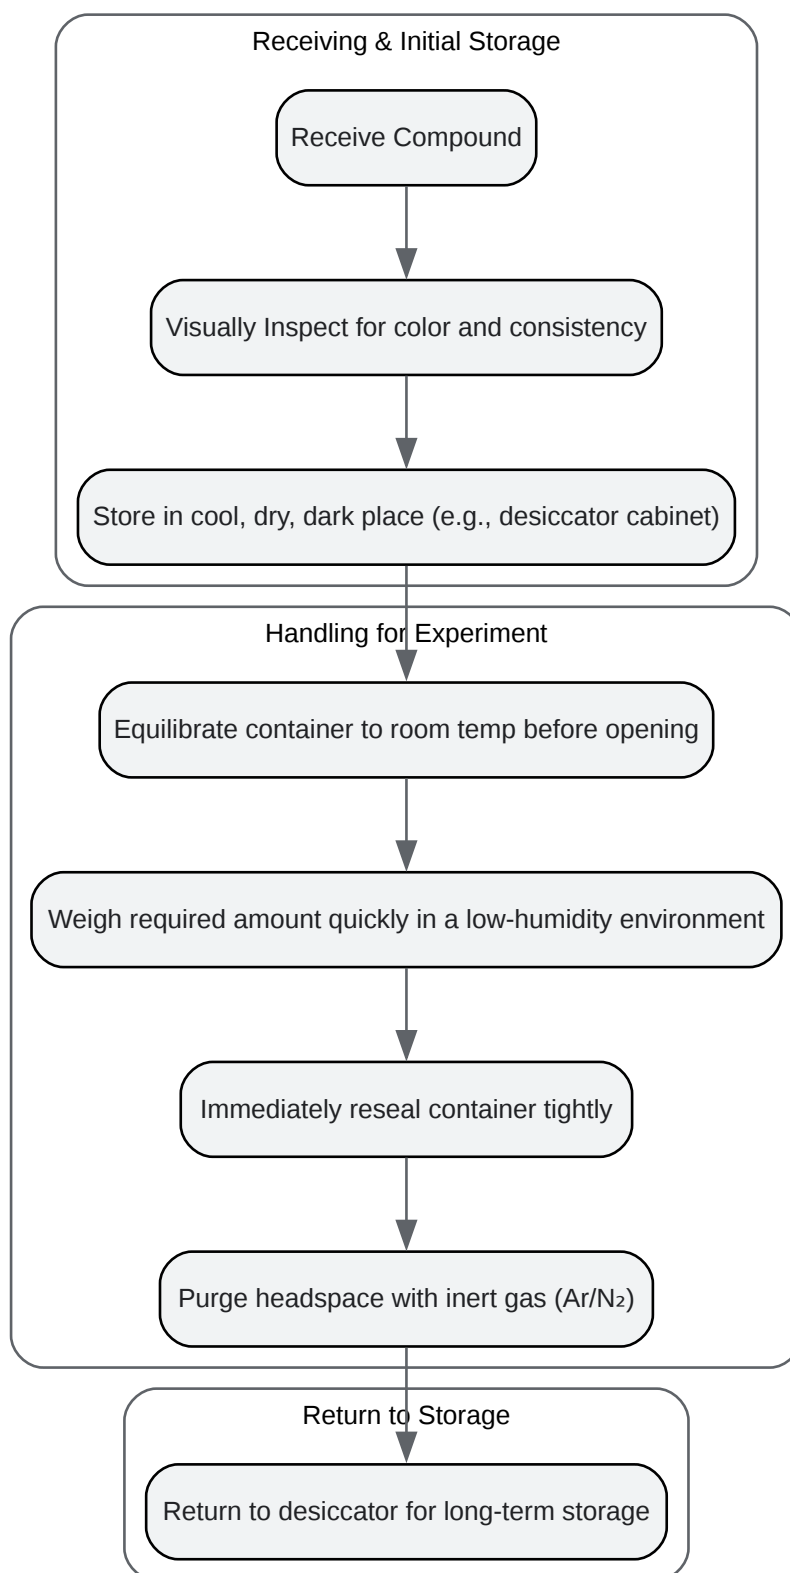 Receiving & Initial Storage
Receive Compound
Visually Inspect for color and consistency
Store in cool, dry, dark place (e.g., desiccator cabinet)
Handling for Experiment
Equilibrate container to room temp before opening
Weigh required amount quickly in a low-humidity environment
Immediately reseal container tightly
Purge headspace with inert gas (Ar/N₂)
Return to Storage
Return to desiccator for long-term storage